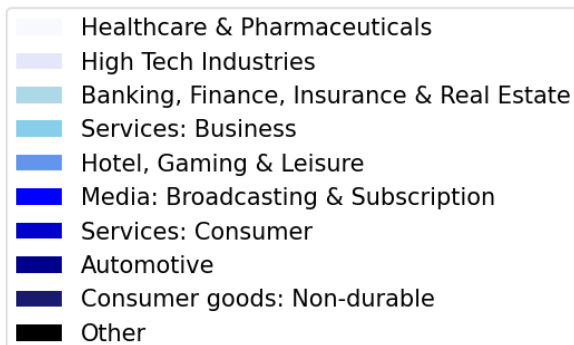 Healthcare & Pharmaceuticals
High Tech Industries
Banking, Finance, Insurance & Real Estate
Services: Business
Hotel, Gaming & Leisure
Media: Broadcasting & Subscription
Services: Consumer
Automotive
Consumer goods: Non-durable
Other